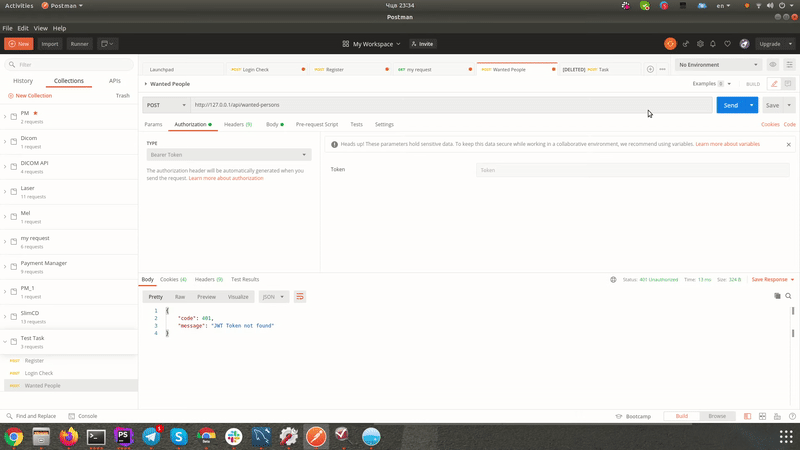 Activities Postman Чцв 23:34 en
Postman
File Edit View Help
New Import Runner My Workspace Invite Upgrade
Filter
History Collections APIs
New Collection Trash
PM
2 requests
Dicom
DICOM API
4 requests
Laser
11 requests
Mel
1 request
my request
6 requests
Payment Manager
9 requests
PM_1
1 request
SlimCD
13 requests
Test Task
3 requests
POST Register
POST Login Check
POST Wanted People
Launchpad POST Login Check POST Register GET my request POST Wanted People [DELETED] POST Task No Environment
Wanted People Examples 0 BUILD
POST http://127.0.0.1/api/wanted-persons Send Save
Params Authorization Headers (9) Body Pre-request Script Tests Settings Cookies Code
TYPE
Bearer Token
The authorization header will be automatically generated when you
send the request. Learn more about authorization
Heads up! These parameters hold sensitive data. To keep this data secure while working in a collaborative environment, we recommend using variables. Learn more about variables
Token Token
Body Cookies (4) Headers (9) Test Results Status: 401 Unauthorized Time: 13 ms Size: 324 B Save Response
Pretty Raw Preview Visualize JSON
1 {
2 "code": 401,
3 "message": "JWT Token not found"
4 }
Find and Replace Console Bootcamp Build Browse